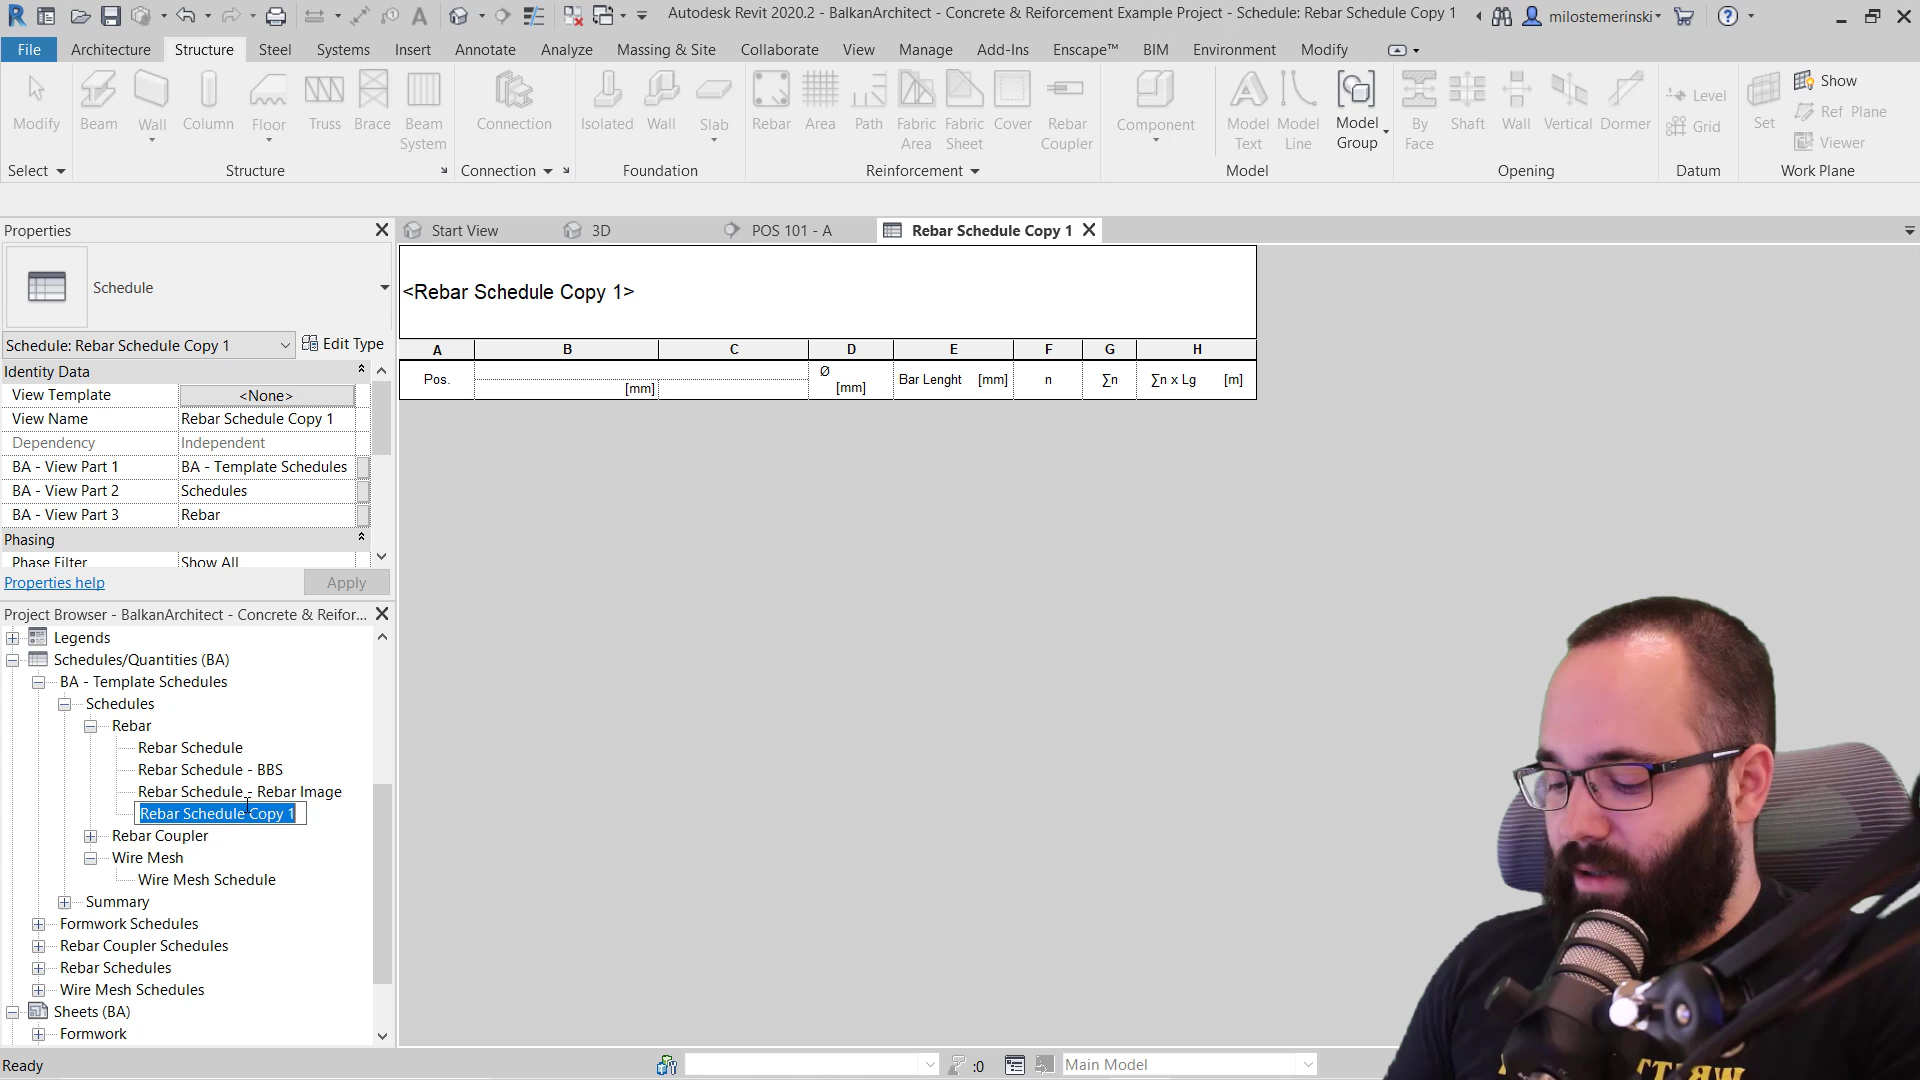 Autodesk Revit 2020.2 - BalkanArchitect - Concrete & Reiforcement Example Project - Schedule: Rebar Schedule Copy 1
milostemerinski
File Architecture Structure Steel Systems Insert Annotate Analyze Massing & Site Collaborate View Manage Add-Ins Enscape™ BIM Environment Modify
Modify Beam Wall Column Floor Truss Brace Beam System Connection Isolated Wall Slab Rebar Area Path Fabric Area Fabric Sheet Cover Rebar Coupler Component Model Text Model Line Model Group By Face Shaft Wall Vertical Dormer Level Grid Set Show Ref Plane Viewer
Select Structure Connection Foundation Reinforcement Model Opening Datum Work Plane
Properties
Start View 3D POS 101 - A Rebar Schedule Copy 1
Schedule
Schedule: Rebar Schedule Copy 1 Edit Type
Identity Data
View Template <None>
View Name Rebar Schedule Copy 1
Dependency Independent
BA - View Part 1 BA - Template Schedules
BA - View Part 2 Schedules
BA - View Part 3 Rebar
Phasing
Phase Filter Show All
Properties help Apply
<Rebar Schedule Copy 1>
A B C D E F G H
Pos. [mm] Ø [mm] Bar Lenght [mm] n ∑n ∑n x Lg [m]
Project Browser - BalkanArchitect - Concrete & Reifor...
Legends
Schedules/Quantities (BA)
BA - Template Schedules
Schedules
Rebar
Rebar Schedule
Rebar Schedule - BBS
Rebar Schedule - Rebar Image
Rebar Schedule Copy 1
Rebar Coupler
Wire Mesh
Wire Mesh Schedule
Summary
Formwork Schedules
Rebar Coupler Schedules
Rebar Schedules
Wire Mesh Schedules
Sheets (BA)
Formwork
Ready :0 Main Model